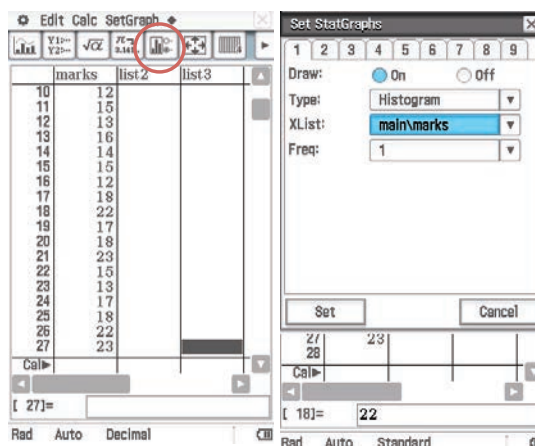 Edit Calc SetGraph
marks list2 list3
10 12
11 15
12 13
13 16
14 14
15 15
16 12
17 18
18 22
19 17
20 18
21 23
22 15
23 13
24 17
25 18
26 22
27 23
Cal▶
[ 27]=
Rad Auto Decimal
Set StatGraphs
1 2 3 4 5 6 7 8 9
Draw: On Off
Type: Histogram
XList: main\marks
Freq: 1
Set Cancel
27 23
28
Cal▶
[ 18]= 22
Rad Auto Standard